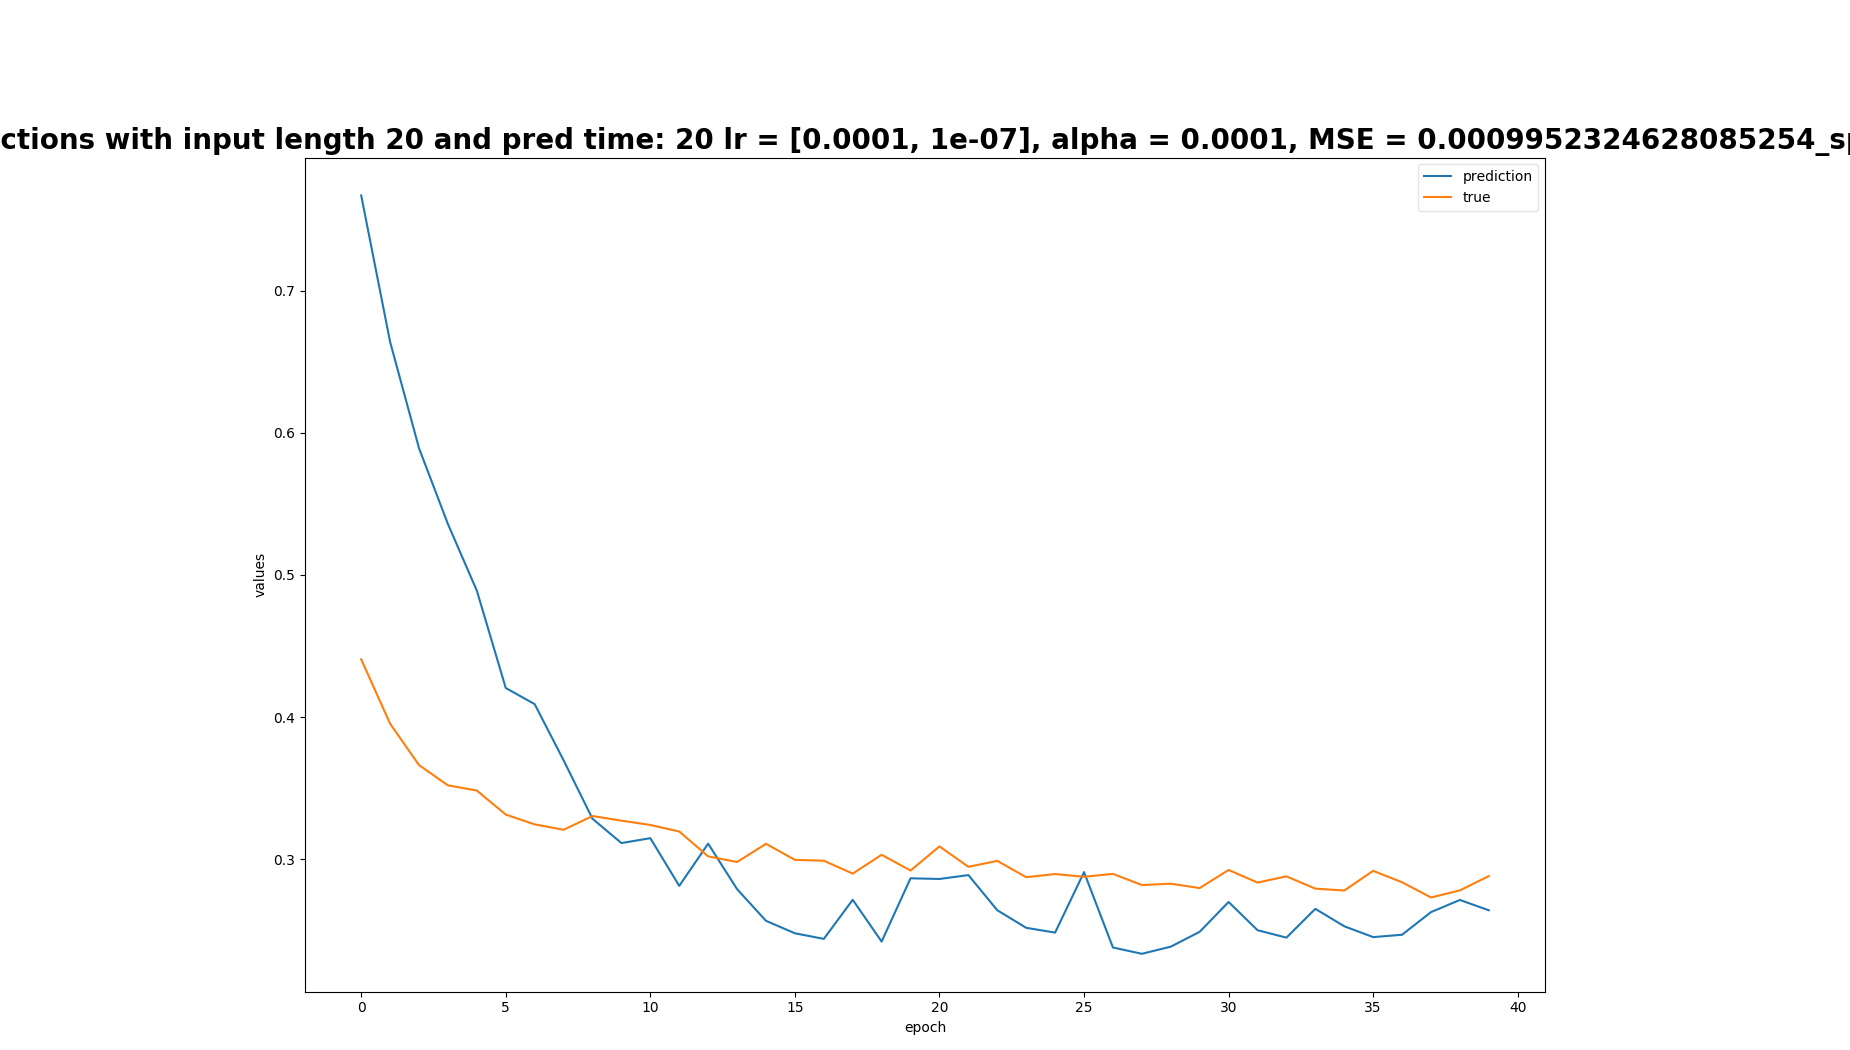 ctions with input length 20 and pred time: 20 lr = [0.0001, 1e-07], alpha = 0.0001, MSE = 0.0009952324628085254_sp
prediction
true
0.7
0.6
0.5
0.4
0.3
values
0 5 10 15 20 25 30 35 40
epoch